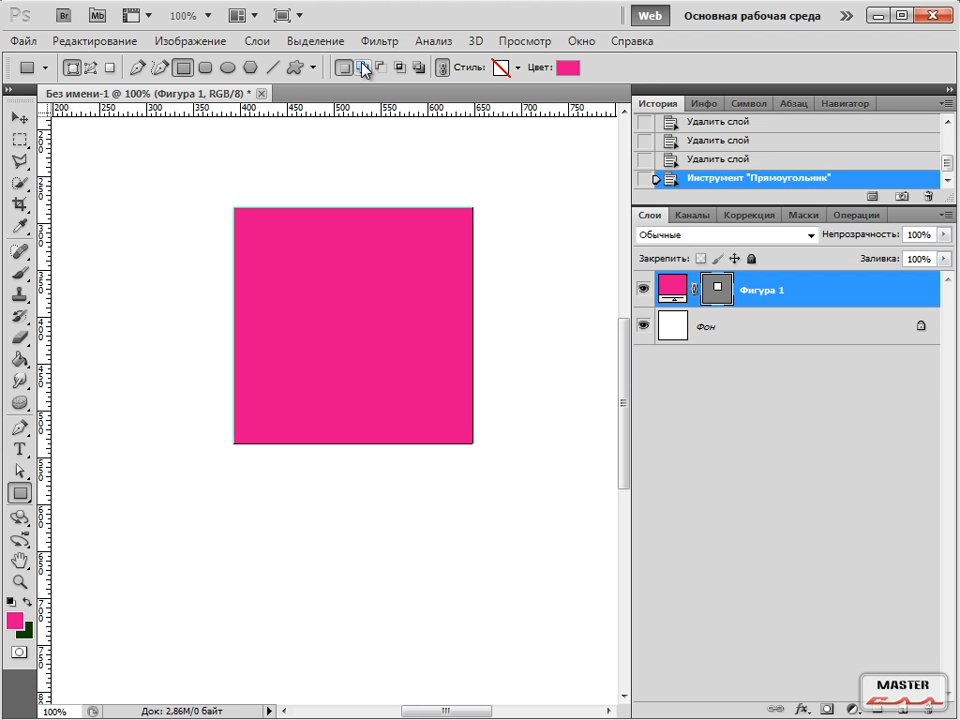 Ps Br Mb 100% Web Основная рабочая среда
Файл Редактирование Изображение Слои Выделение Фильтр Анализ 3D Просмотр Окно Справка
Стиль: Цвет:
Без имени-1 @ 100% (Фигура 1, RGB/8) *
200 250 300 350 400 450 500 550 600 650 700 750
История Инфо Символ Абзац Навигатор
Удалить слой
Удалить слой
Удалить слой
Инструмент "Прямоугольник"
Слои Каналы Коррекция Маски Операции
Обычные Непрозрачность: 100%
Закрепить: Заливка: 100%
Фигура 1
Фон
T
MASTER
css
100% Док: 2,86M/0 байт
fx